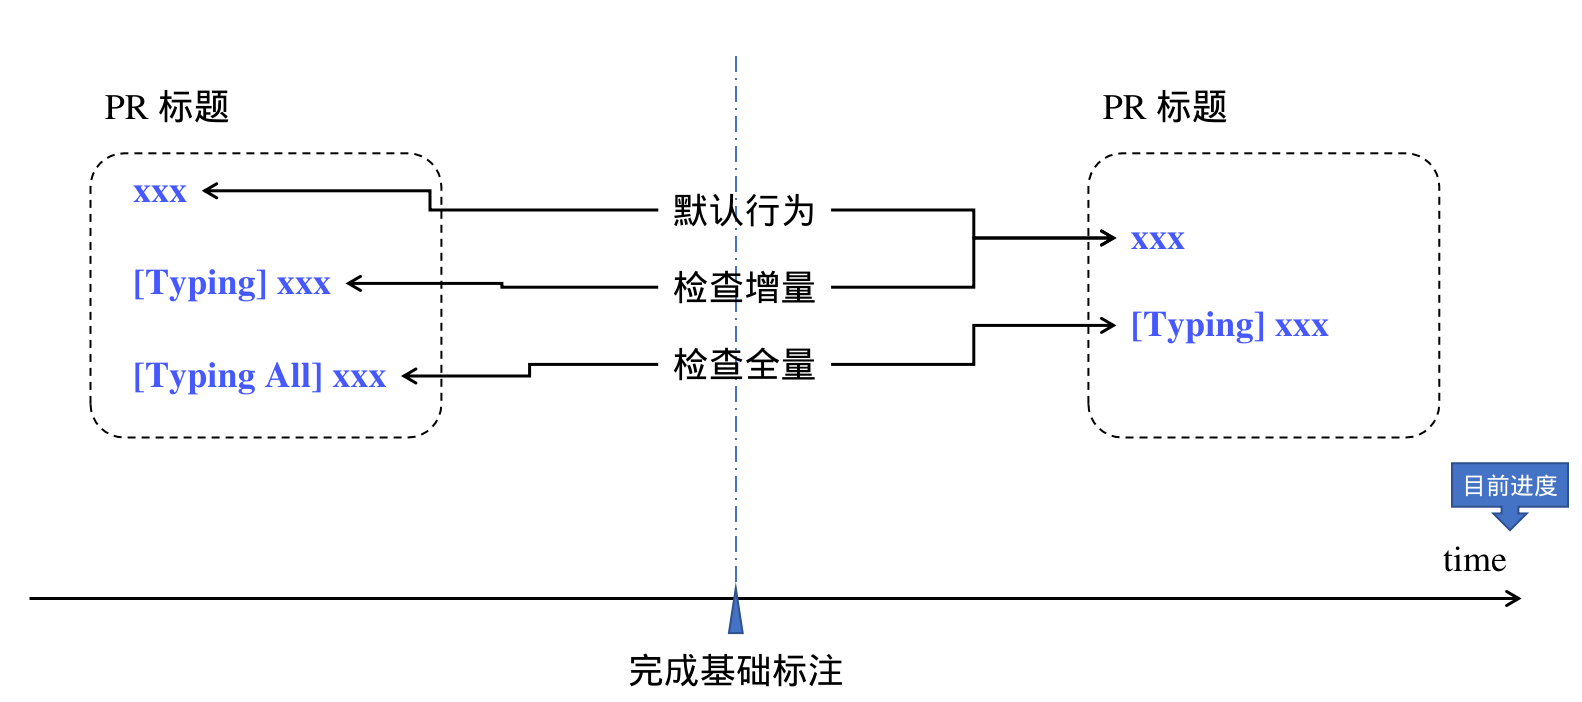 PR 标题
xxx
[Typing] xxx
[Typing All] xxx
默认行为
检查增量
检查全量
PR 标题
xxx
[Typing] xxx
目前进度
time
完成基础标注